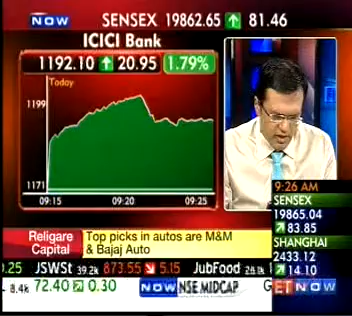 NOW SENSEX 19862.65 81.46
ICICI Bank
1192.10 20.95 1.79%
Today
1199
1171
09:15 09:20 09:25
9:26 AM
SENSEX
19865.04
83.85
SHANGHAI
2433.12
14.10
Religare Capital
Top picks in autos are M&M
& Bajaj Auto
0.25 JSWSt 39.2k 873.55 5.15 JubFood
8.4k 72.40 0.30 NOW NSE MIDCAP
ET NOW